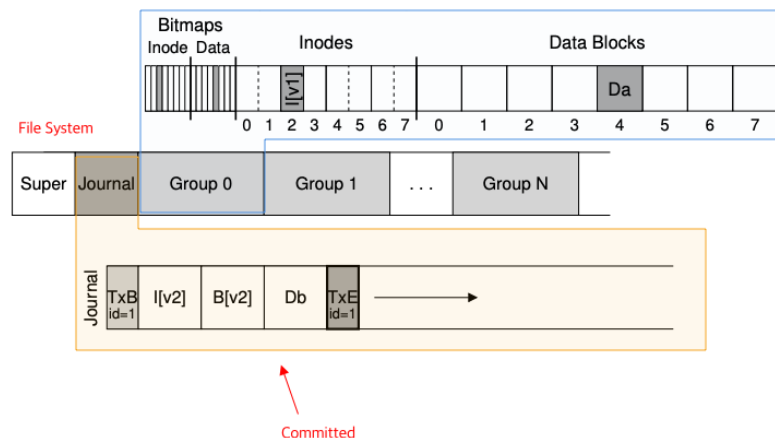 Bitmaps
Inode Data
Inodes
Data Blocks
I[v1]
Da
0 1 2 3 4 5 6 7
0 1 2 3 4 5 6 7
File System
Super
Journal
Group 0
Group 1
. . .
Group N
Journal
TxB
id=1
I[v2]
B[v2]
Db
TxE
id=1
Committed